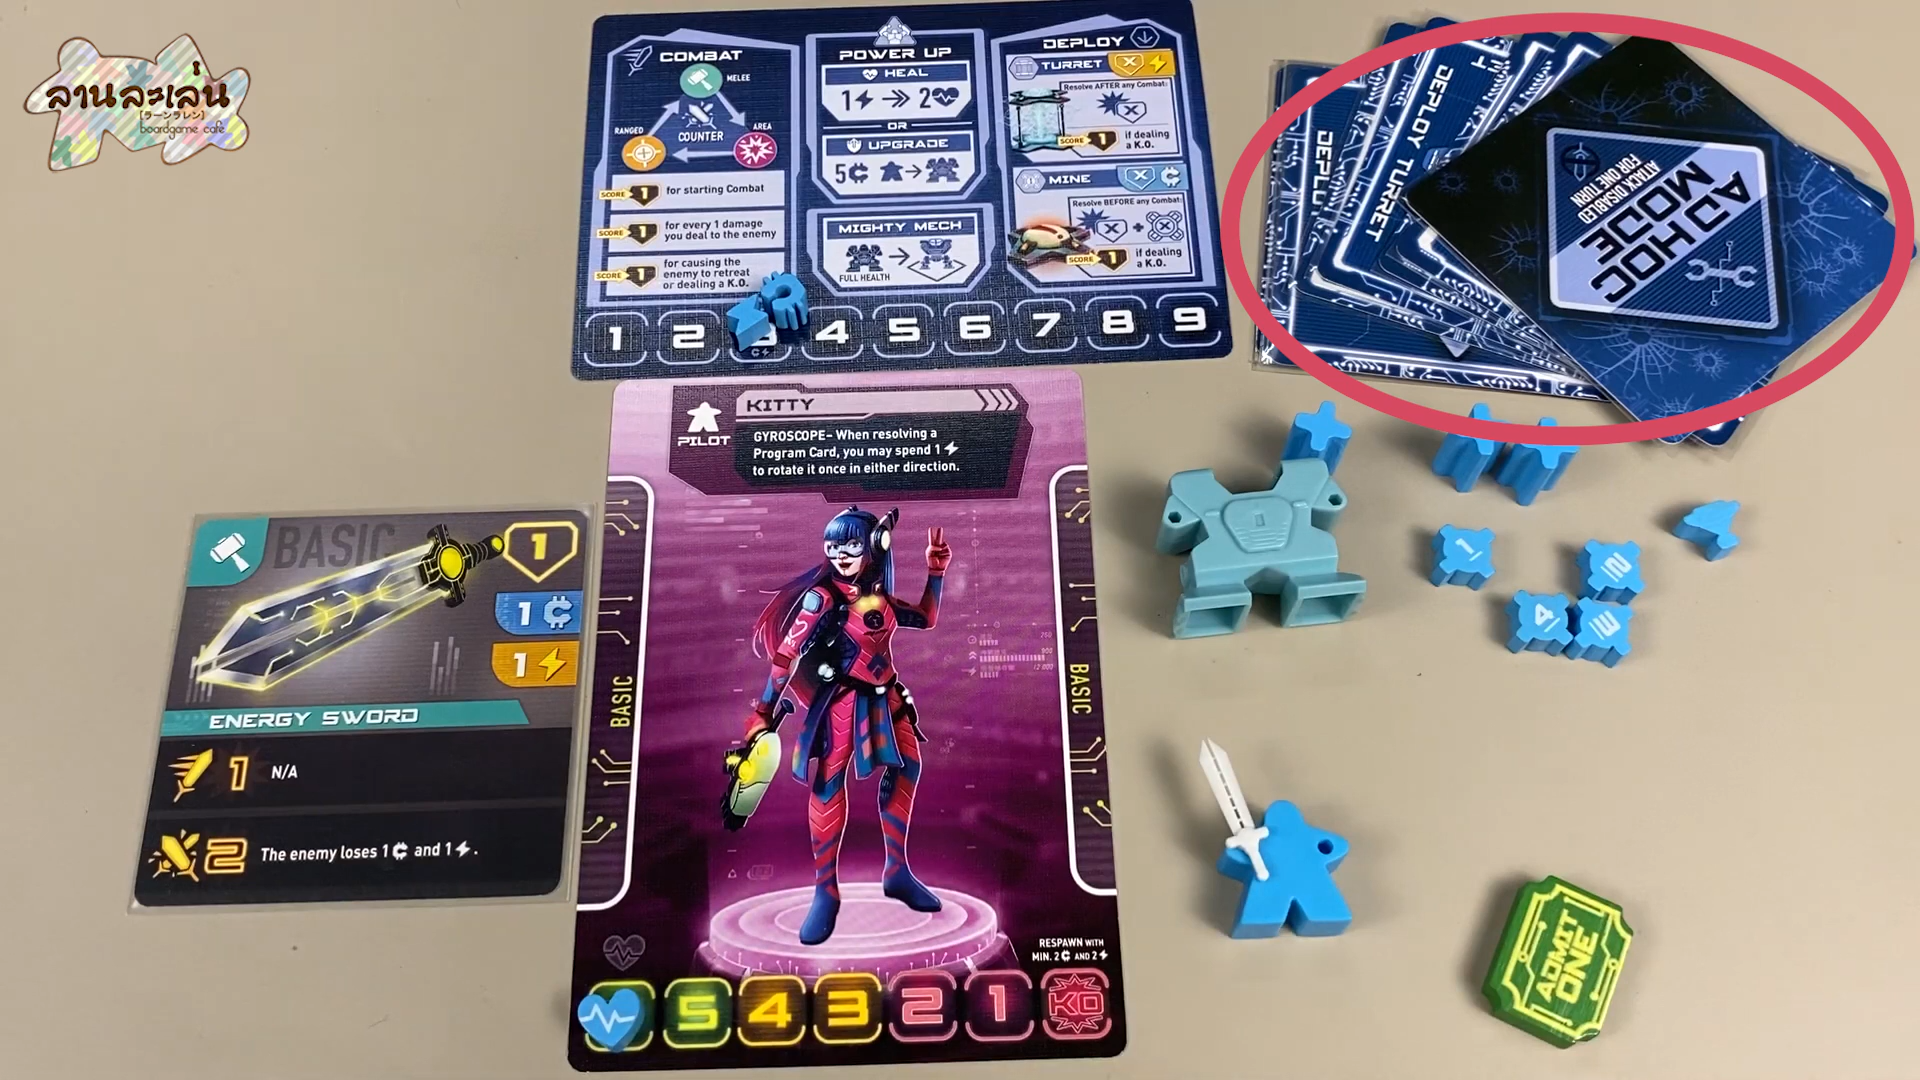 ลานละเล่น
[ラーンラレン]
boardgame cafe
COMBAT
MELEE
RANGED
COUNTER
AREA
SCORE 1 for starting Combat
SCORE 1 for every 1 damage
you deal to the enemy
SCORE 1 for causing the
enemy to retreat
or dealing a K.O.
POWER UP
HEAL
1 2
OR
UPGRADE
5
MIGHTY MECH
FULL HEALTH
DEPLOY
TURRET X
Resolve AFTER any Combat:
X
SCORE 1 if dealing
a K.O.
MINE X
Resolve BEFORE any Combat:
X + X
SCORE 1 if dealing
a K.O.
1 2 3 4 5 6 7 8 9
DEPLOY
DEPLOY TURRET
4
AD HOC
MODE
ATTACK DISABLED
FOR ONE TURN
PILOT
KITTY
GYROSCOPE- When resolving a
Program Card, you may spend 1
to rotate it once in either direction.
BASIC
BASIC
RESPAWN WITH
MIN. 2 AND 2
5 4 3 2 1 KO
BASIC
1
1
1
ENERGY SWORD
1 N/A
2 The enemy loses 1 and 1 .
1
2
4
3
ADMIT
ONE